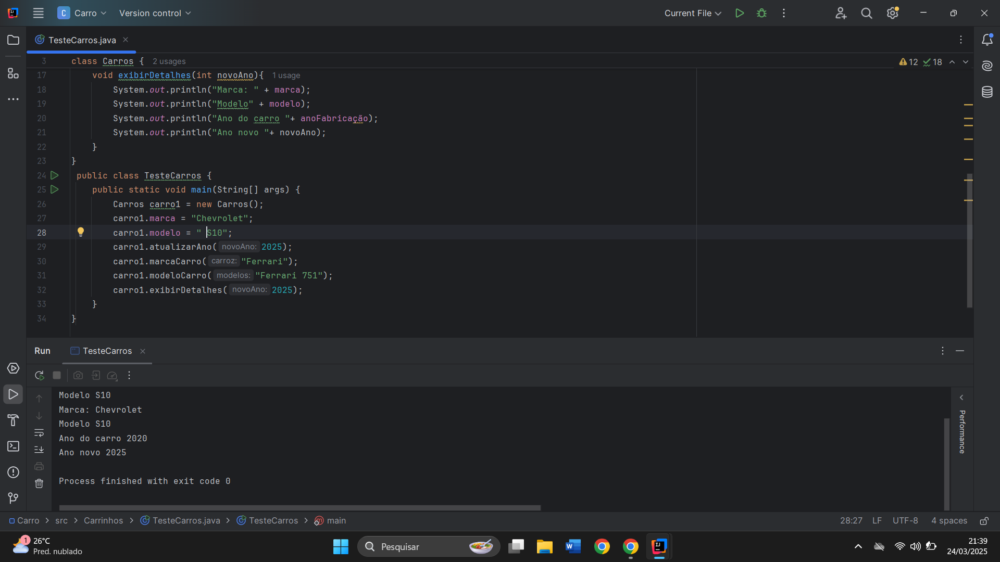 C Carro Version control Current File
TesteCarros.java
3 class Carros { 2 usages 12 18
17 void exibirDetalhes(int novoAno){ 1 usage
18 System.out.println("Marca: " + marca);
19 System.out.println("Modelo" + modelo);
20 System.out.println("Ano do carro "+ anoFabricação);
21 System.out.println("Ano novo "+ novoAno);
22 }
23 }
24 public class TesteCarros {
25 public static void main(String[] args) {
26 Carros carro1 = new Carros();
27 carro1.marca = "Chevrolet";
28 carro1.modelo = " S10";
29 carro1.atualizarAno( novoAno: 2025);
30 carro1.marcaCarro( carroz: "Ferrari");
31 carro1.modeloCarro( modelos: "Ferrari 751");
32 carro1.exibirDetalhes( novoAno: 2025);
33 }
34 }
Run TesteCarros
Modelo S10
Marca: Chevrolet
Modelo S10
Ano do carro 2020
Ano novo 2025
Process finished with exit code 0
Performance
Carro > src > Carrinhos > TesteCarros.java > TesteCarros > main 28:27 LF UTF-8 4 spaces
1 26°C
Pred. nublado
Pesquisar
21:39
24/03/2025